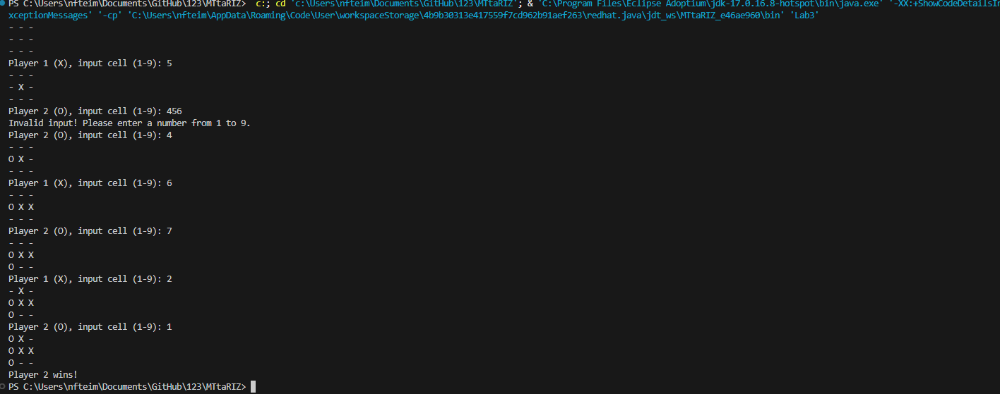 PS C:\Users\nfteim\Documents\GitHub\123\MTtaRIZ>  c:; cd 'c:\Users\nfteim\Documents\GitHub\123\MTtaRIZ'; & 'C:\Program Files\Eclipse Adoptium\jdk-17.0.16.8-hotspot\bin\java.exe' '-XX:+ShowCodeDetailsIn
xceptionMessages' '-cp' 'C:\Users\nfteim\AppData\Roaming\Code\User\workspaceStorage\4b9b30313e417559f7cd962b91aef263\redhat.java\jdt_ws\MTtaRIZ_e46ae960\bin' 'Lab3'
- - -
- - -
- - -
Player 1 (X), input cell (1-9): 5
- - -
- X -
- - -
Player 2 (O), input cell (1-9): 456
Invalid input! Please enter a number from 1 to 9.
Player 2 (O), input cell (1-9): 4
- - -
O X -
- - -
Player 1 (X), input cell (1-9): 6
- - -
O X X
- - -
Player 2 (O), input cell (1-9): 7
- - -
O X X
O - -
Player 1 (X), input cell (1-9): 2
- X -
O X X
O - -
Player 2 (O), input cell (1-9): 1
O X -
O X X
O - -
Player 2 wins!
PS C:\Users\nfteim\Documents\GitHub\123\MTtaRIZ>